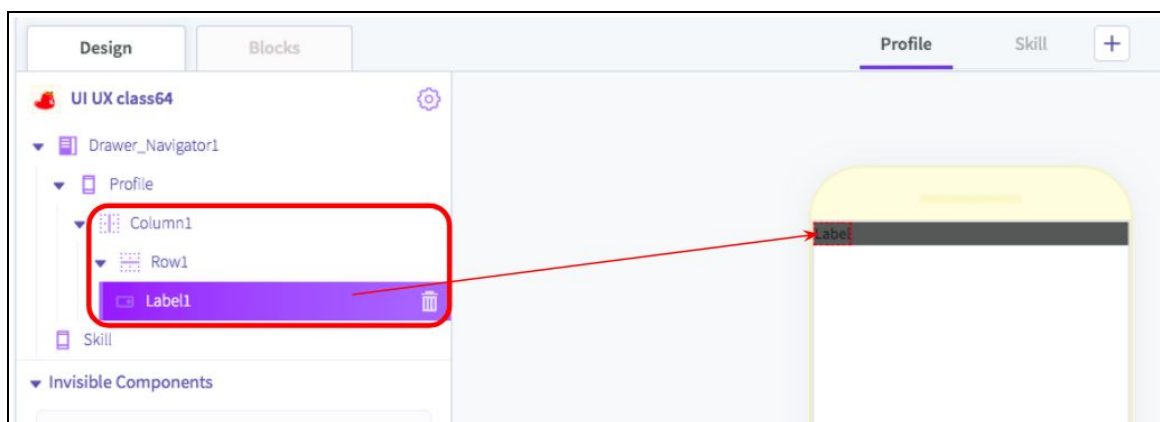 Design
Blocks
Profile
Skill
UI UX class64
Drawer_Navigator1
Profile
Column1
Row1
Label1
Skill
Invisible Components
Label